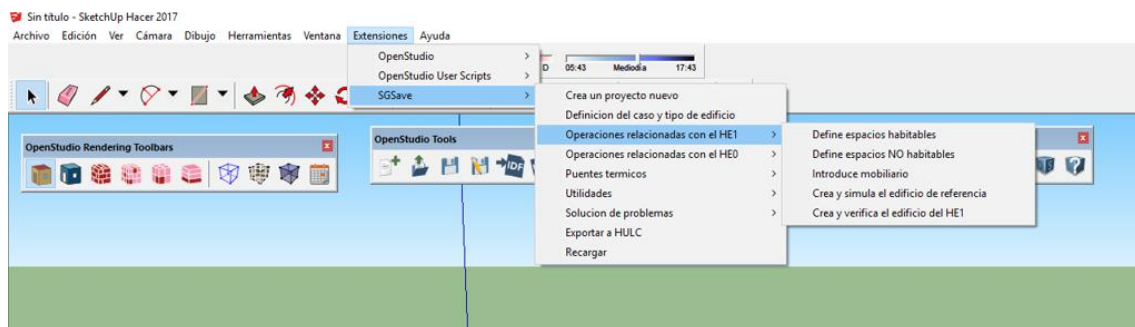 Sin título - SketchUp Hacer 2017
Archivo Edición Ver Cámara Dibujo Herramientas Ventana Extensiones Ayuda
OpenStudio
OpenStudio User Scripts
SGSave
D 05:43 Mediodía 17:43
Crea un proyecto nuevo
Definicion del caso y tipo de edificio
Operaciones relacionadas con el HE1
Operaciones relacionadas con el HE0
Puentes termicos
Utilidades
Solucion de problemas
Exportar a HULC
Recargar
Define espacios habitables
Define espacios NO habitables
Introduce mobiliario
Crea y simula el edificio de referencia
Crea y verifica el edificio del HE1
OpenStudio Rendering Toolbars
OpenStudio Tools
IDF